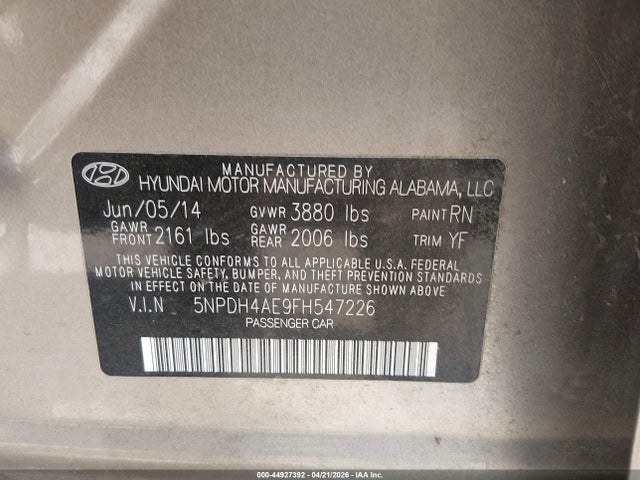 MANUFACTURED BY
HYUNDAI MOTOR MANUFACTURING ALABAMA, LLC
Jun/05/14 GVWR 3880 lbs PAINT RN
GAWR FRONT 2161 lbs GAWR REAR 2006 lbs TRIM YF
THIS VEHICLE CONFORMS TO ALL APPLICABLE U.S.A. FEDERAL
MOTOR VEHICLE SAFETY, BUMPER, AND THEFT PREVENTION STANDARDS
IN EFFECT ON THE DATE OF MANUFACTURE SHOWN ABOVE
V.I.N 5NPDH4AE9FH547226
PASSENGER CAR
000-44927392 04/21/2026 IAA Inc.